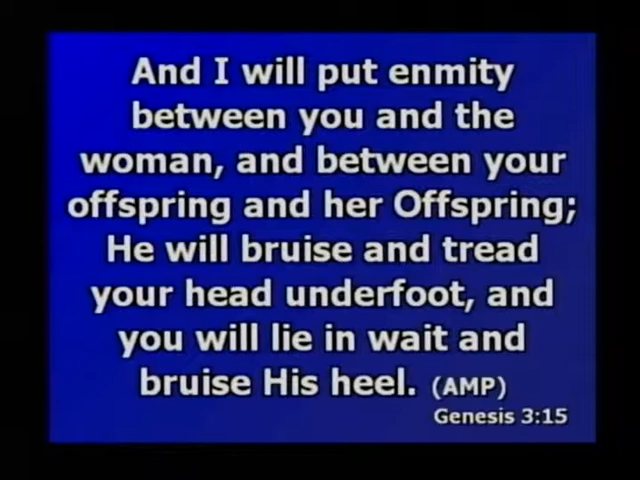 And I will put enmity
between you and the
woman, and between your
offspring and her Offspring;
He will bruise and tread
your head underfoot, and
you will lie in wait and
bruise His heel. (AMP)
Genesis 3:15